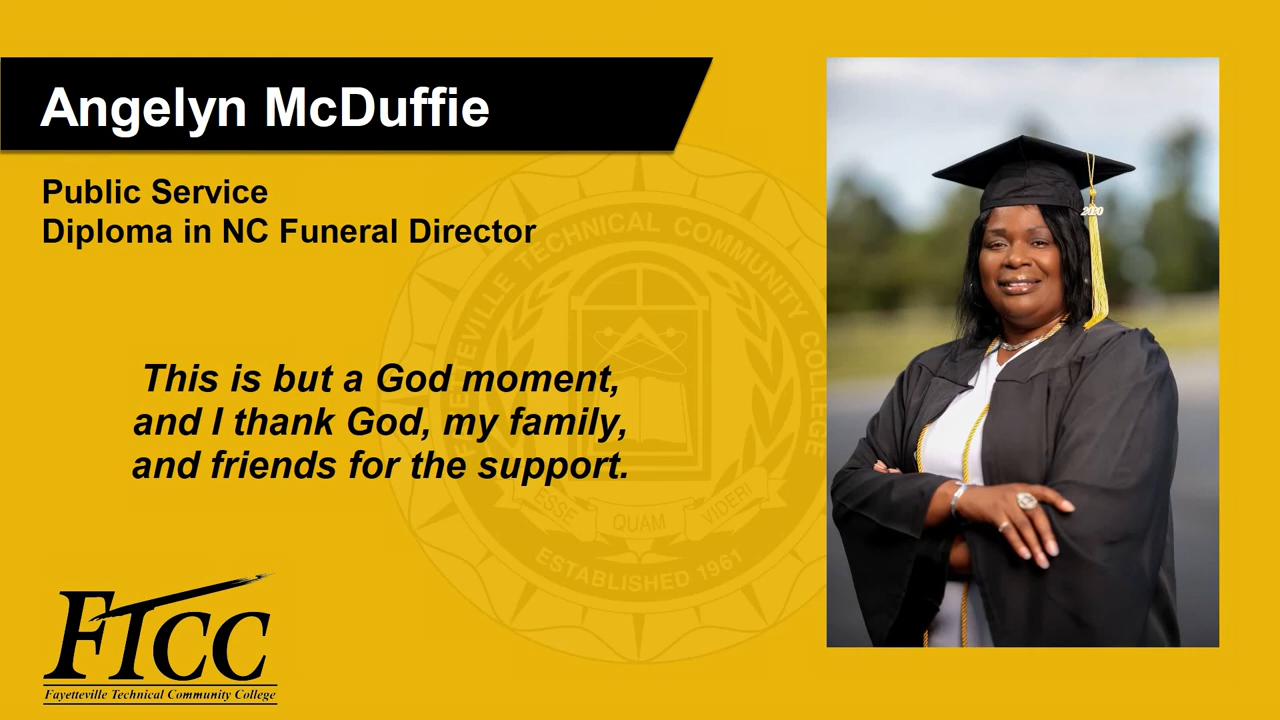 Angelyn McDuffie
Public Service
Diploma in NC Funeral Director
This is but a God moment,
and I thank God, my family,
and friends for the support.
FAYETTEVILLE TECHNICAL COMMUNITY COLLEGE
ESSE QUAM VIDERI
ESTABLISHED 1961
2020
FTCC
Fayetteville Technical Community College